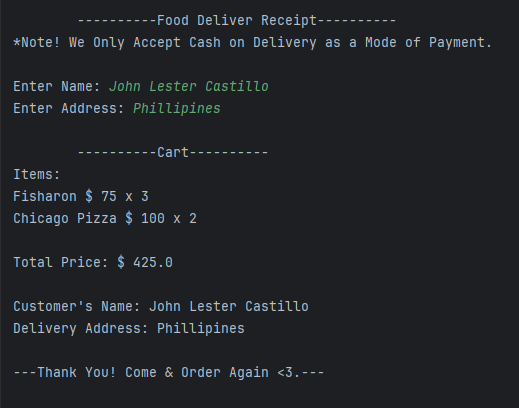 ----------Food Deliver Receipt----------
*Note! We Only Accept Cash on Delivery as a Mode of Payment.
Enter Name: John Lester Castillo
Enter Address: Phillipines
----------Cart----------
Items:
Fisharon $ 75 x 3
Chicago Pizza $ 100 x 2
Total Price: $ 425.0
Customer's Name: John Lester Castillo
Delivery Address: Phillipines
---Thank You! Come & Order Again <3.---